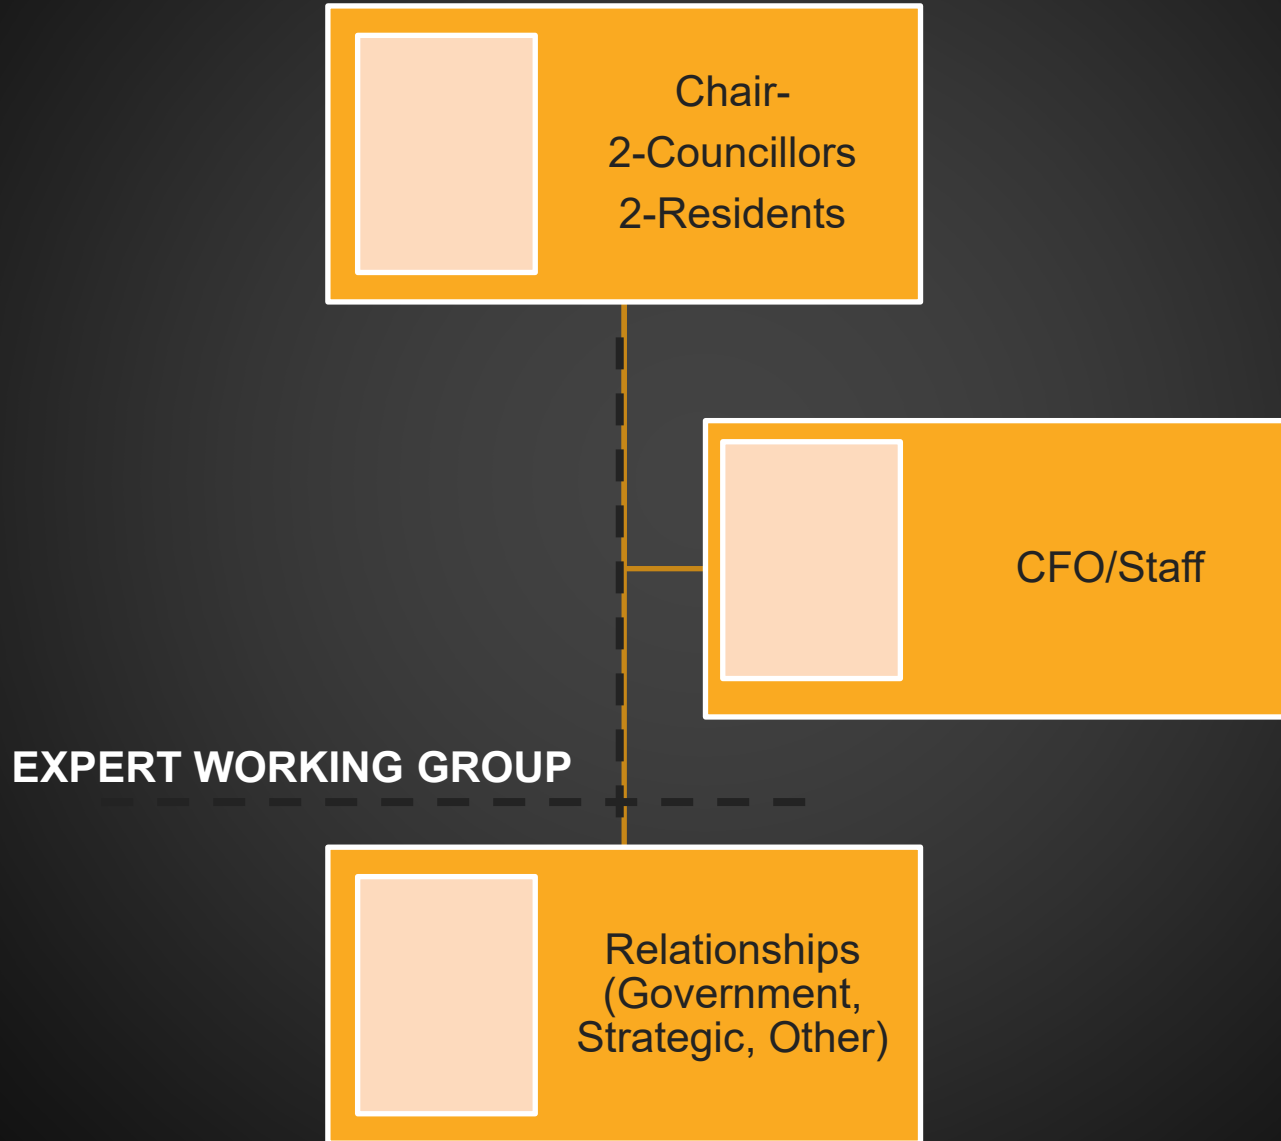 Chair-
2-Councillors
2-Residents
CFO/Staff
EXPERT WORKING GROUP
Relationships
(Government,
Strategic, Other)